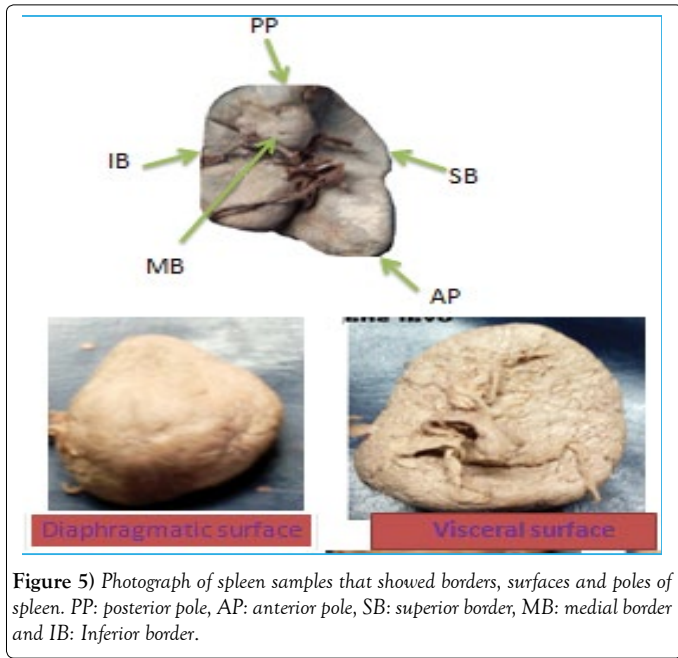 PP
IB
SB
MB
AP
Diaphragmatic surface
Visceral surface
Figure 5) Photograph of spleen samples that showed borders, surfaces and poles of
spleen. PP: posterior pole, AP: anterior pole, SB: superior border, MB: medial border
and IB: Inferior border.